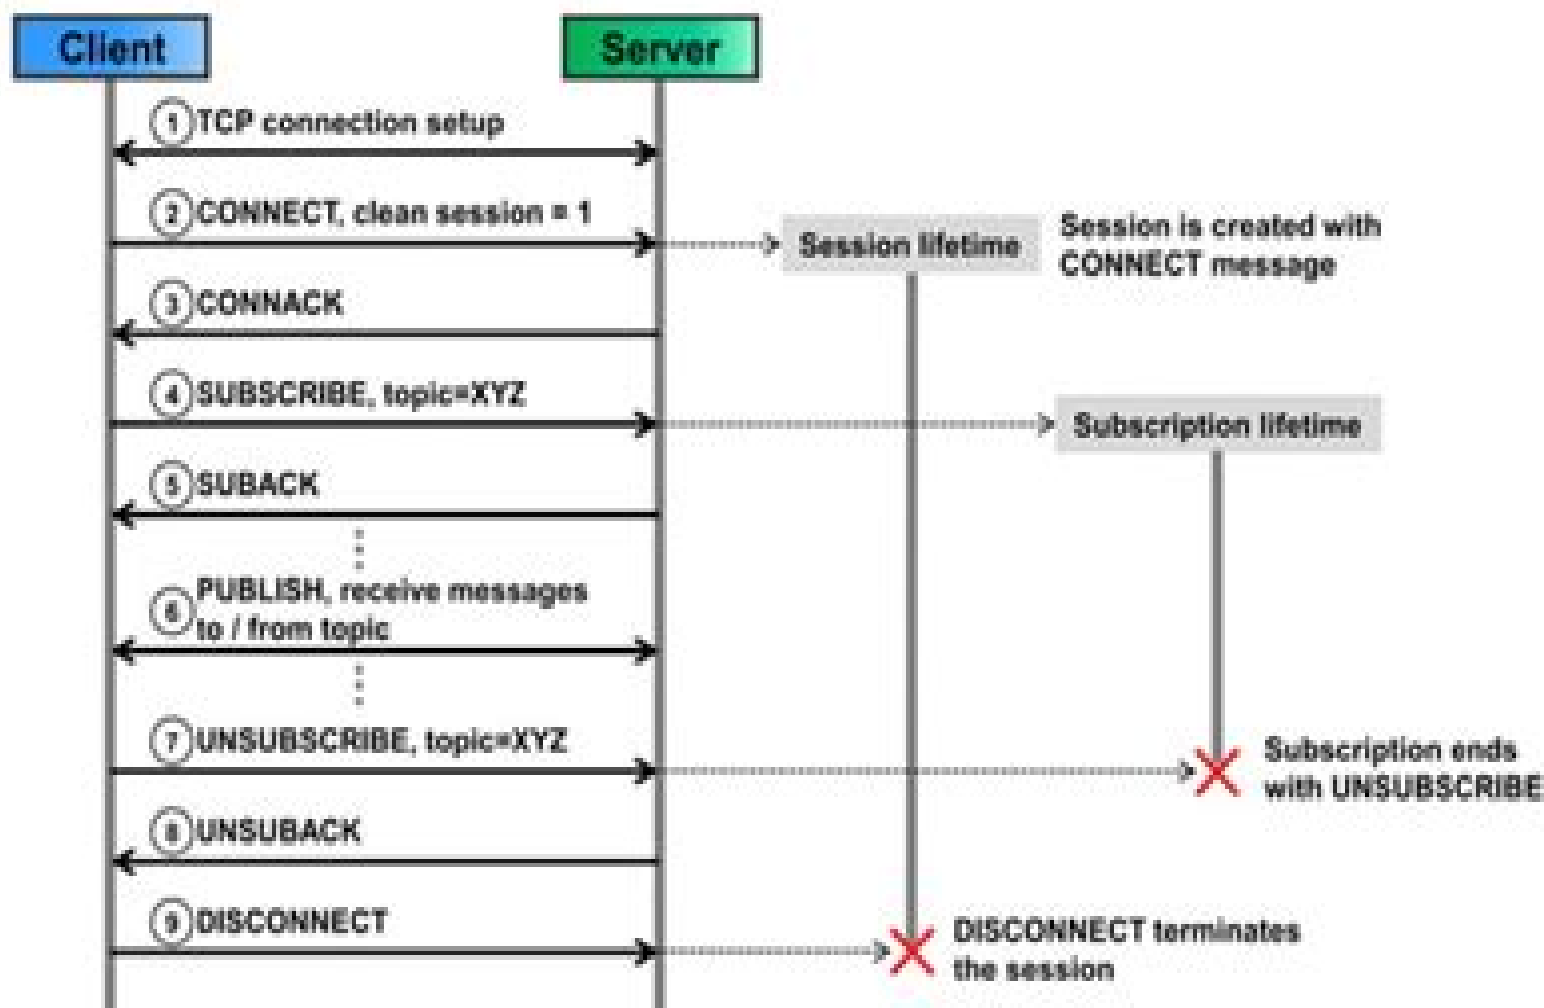 Client
Server
1 TCP connection setup
2 CONNECT, clean session = 1
Session lifetime
Session is created with
CONNECT message
3 CONNACK
4 SUBSCRIBE, topic=XYZ
Subscription lifetime
5 SUBACK
6 PUBLISH, receive messages
to / from topic
7 UNSUBSCRIBE, topic=XYZ
Subscription ends
with UNSUBSCRIBE
8 UNSUBACK
9 DISCONNECT
DISCONNECT terminates
the session